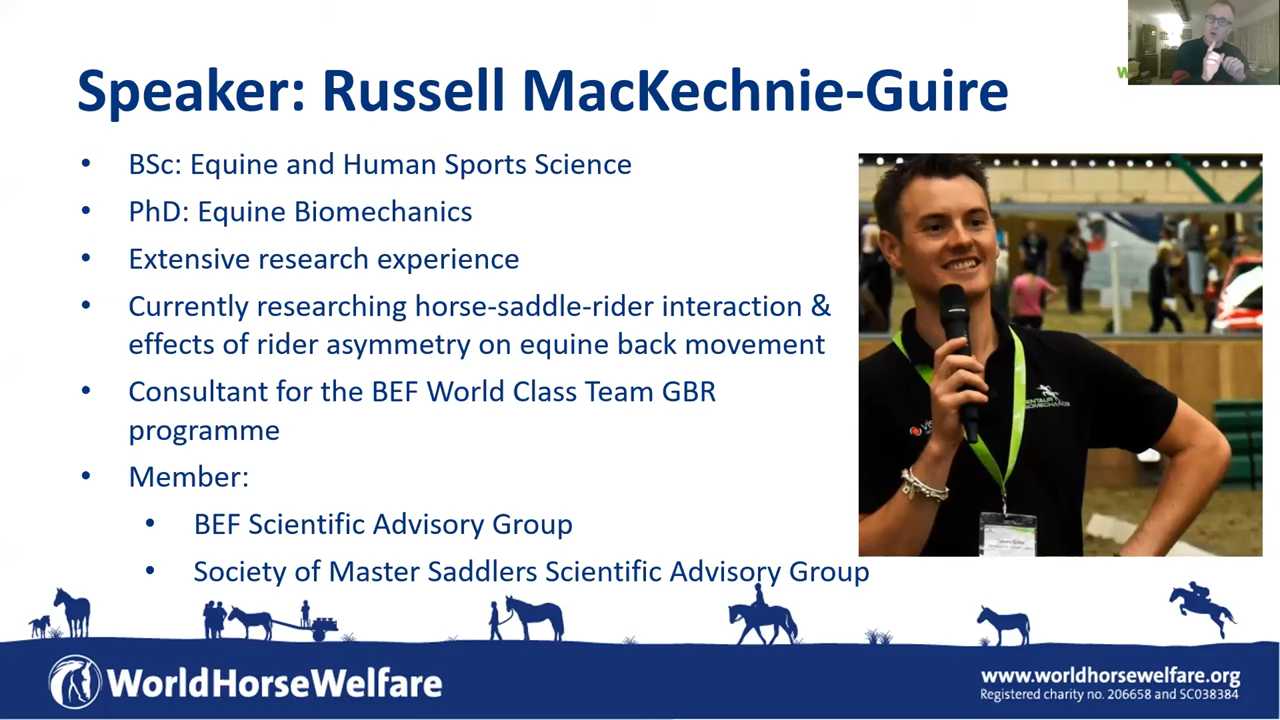 Speaker: Russell MacKechnie-Guire
• BSc: Equine and Human Sports Science
• PhD: Equine Biomechanics
• Extensive research experience
• Currently researching horse-saddle-rider interaction &
effects of rider asymmetry on equine back movement
• Consultant for the BEF World Class Team GBR
programme
• Member:
• BEF Scientific Advisory Group
• Society of Master Saddlers Scientific Advisory Group
WorldHorseWelfare
www.worldhorsewelfare.org
Registered charity no. 206658 and SC038384